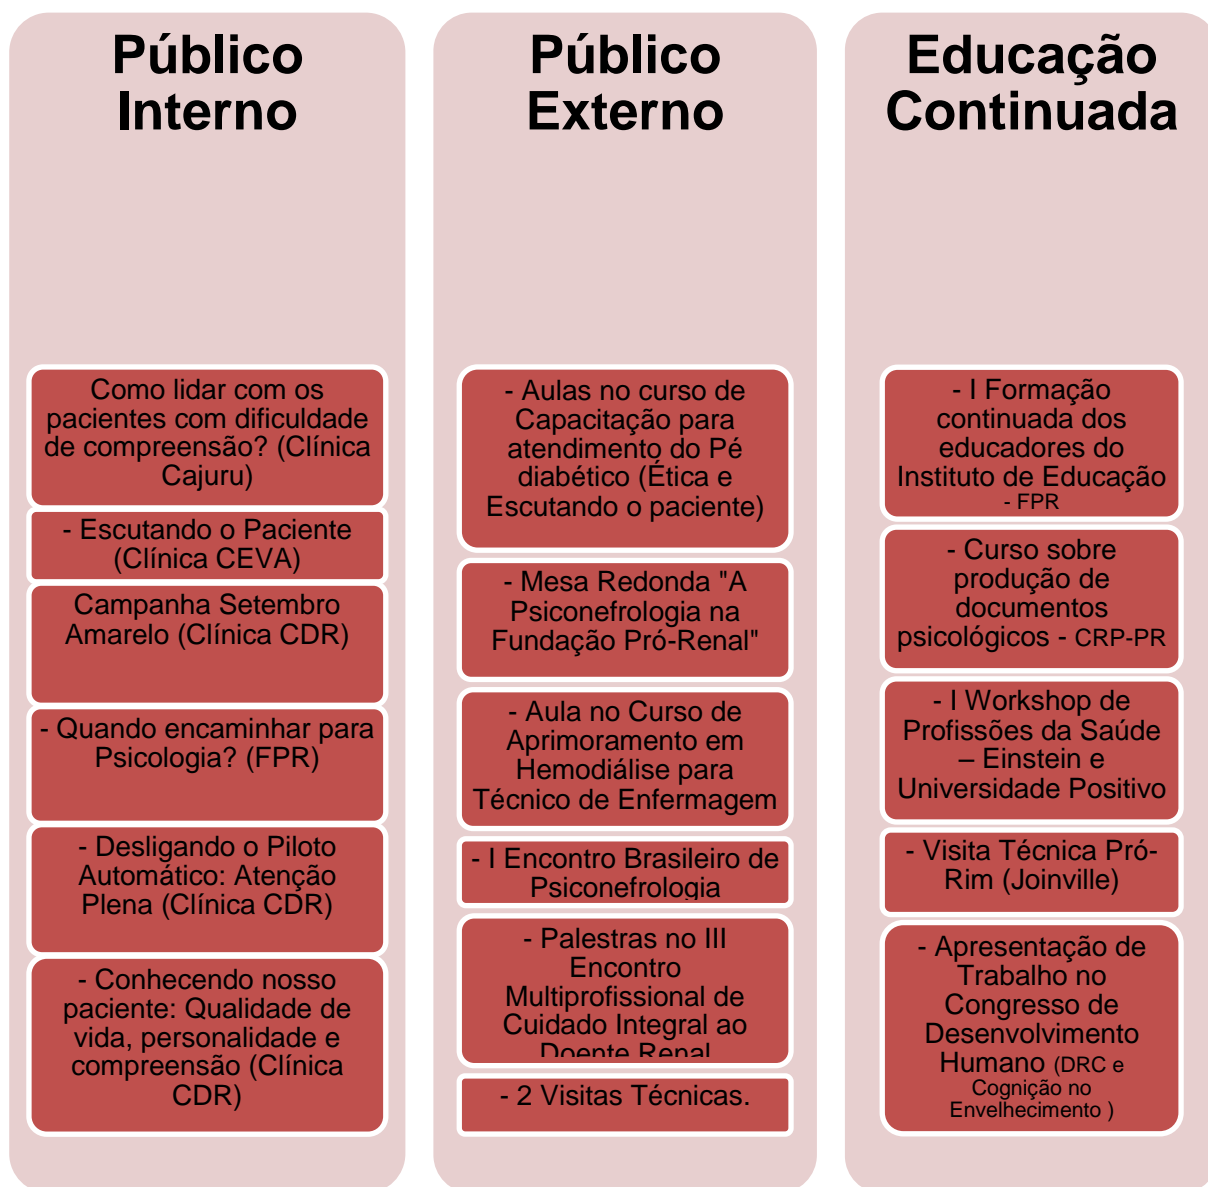 Público
Interno
Como lidar com os
pacientes com dificuldade
de compreensão? (Clínica
Cajuru)
- Escutando o Paciente
(Clínica CEVA)
Campanha Setembro
Amarelo (Clínica CDR)
- Quando encaminhar para
Psicologia? (FPR)
- Desligando o Piloto
Automático: Atenção
Plena (Clínica CDR)
- Conhecendo nosso
paciente: Qualidade de
vida, personalidade e
compreensão (Clínica
CDR)
Público
Externo
- Aulas no curso de
Capacitação para
atendimento do Pé
diabético (Ética e
Escutando o paciente)
- Mesa Redonda "A
Psiconefrologia na
Fundação Pró-Renal"
- Aula no Curso de
Aprimoramento em
Hemodiálise para
Técnico de Enfermagem
- I Encontro Brasileiro de
Psiconefrologia
- Palestras no III
Encontro
Multiprofissional de
Cuidado Integral ao
Doente Renal
- 2 Visitas Técnicas.
Educação
Continuada
- I Formação
continuada dos
educadores do
Instituto de Educação
- FPR
- Curso sobre
produção de
documentos
psicológicos - CRP-PR
- I Workshop de
Profissões da Saúde
– Einstein e
Universidade Positivo
- Visita Técnica Pró-
Rim (Joinville)
- Apresentação de
Trabalho no
Congresso de
Desenvolvimento
Humano (DRC e
Cognição no
Envelhecimento )